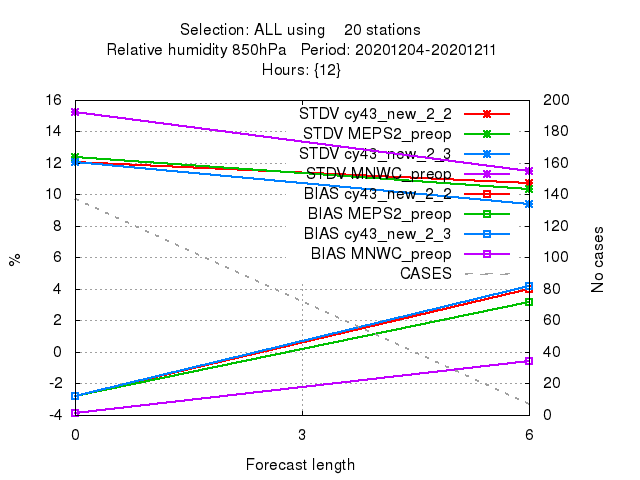 Selection: ALL using 20 stations
Relative humidity 850hPa Period: 20201204-20201211
Hours: {12}
16
14
12
10
8
6
4
2
0
-2
-4
%
200
180
160
140
120
100
80
60
40
20
0
No cases
STDV cy43_new_2_2
STDV MEPS2_preop
STDV cy43_new_2_3
STDV MNWC_preop
BIAS cy43_new_2_2
BIAS MEPS2_preop
BIAS cy43_new_2_3
BIAS MNWC_preop
CASES
0 3 6
Forecast length